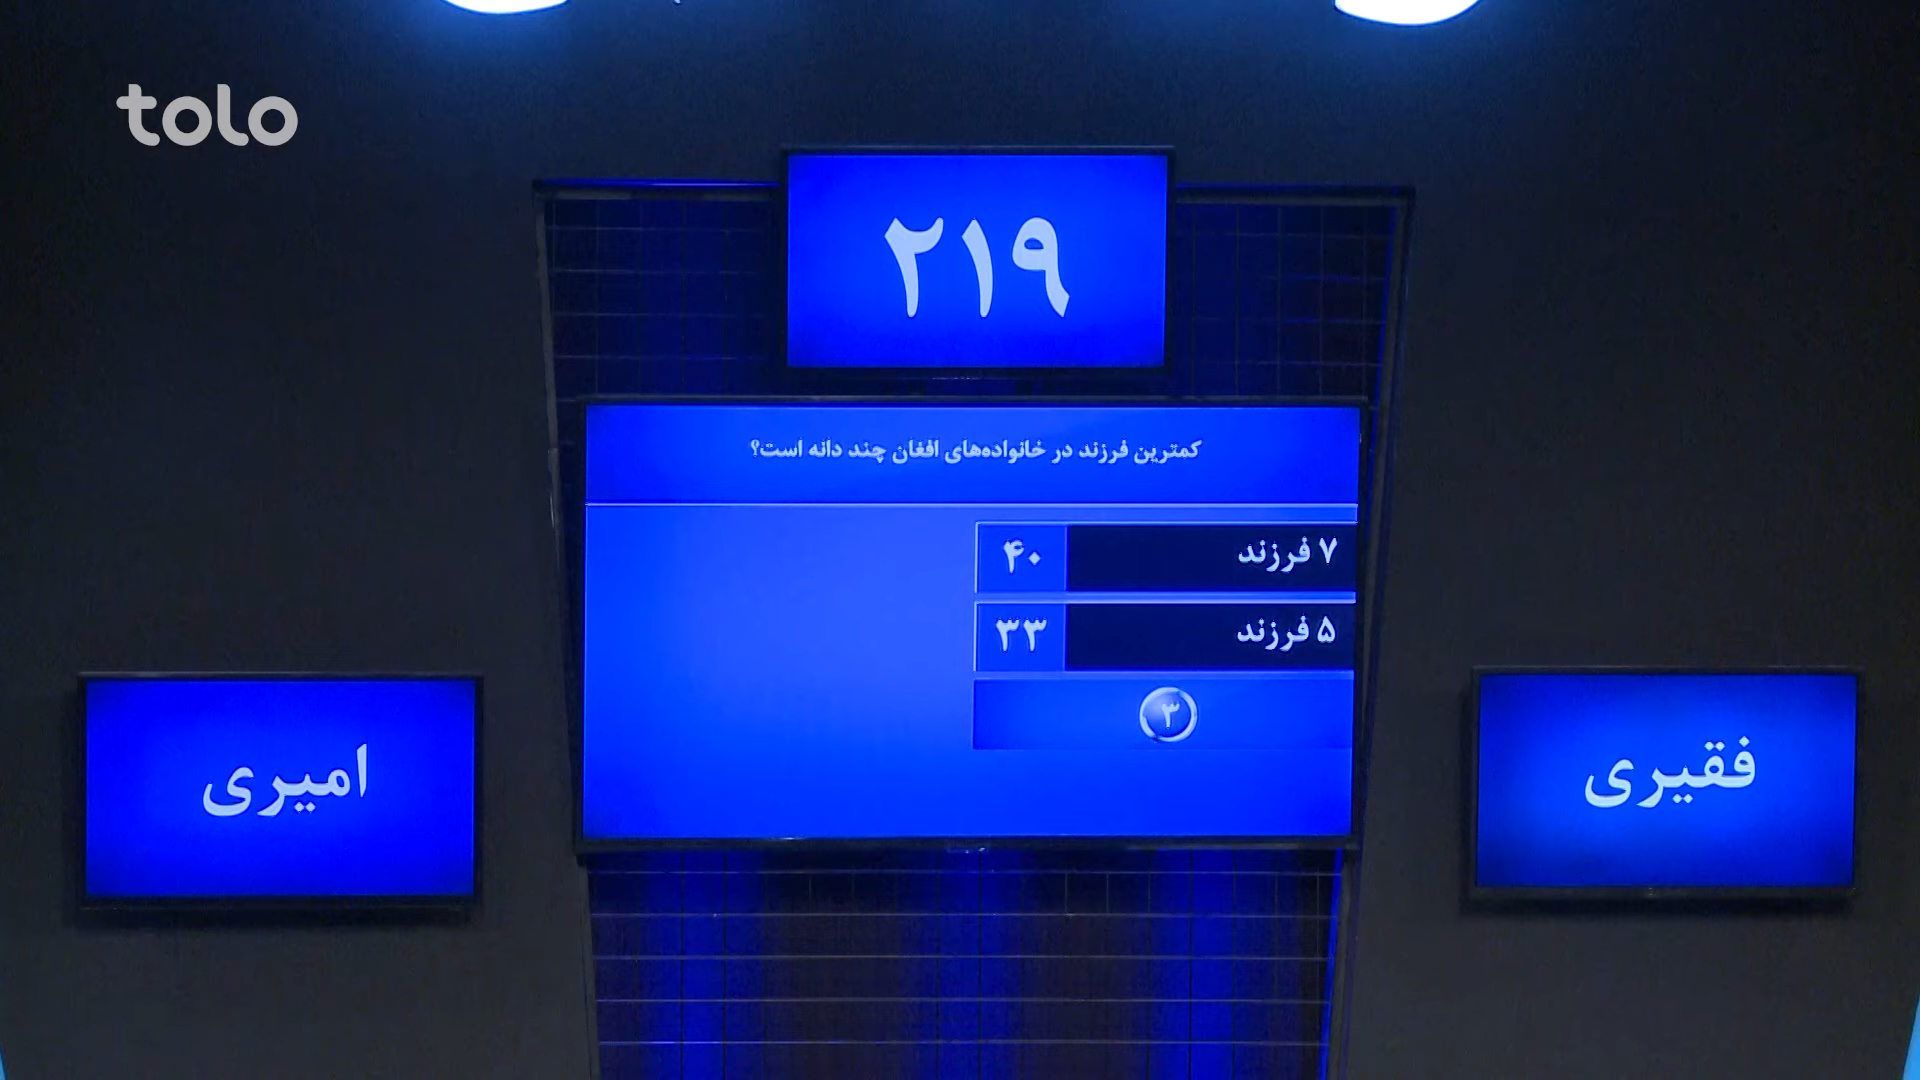 tolo
۲۱۹
کمترین فرزند در خانواده‌های افغان چند دانه است؟
۷ فرزند ۴۰
۵ فرزند ۳۳
۳
امیری
فقیری